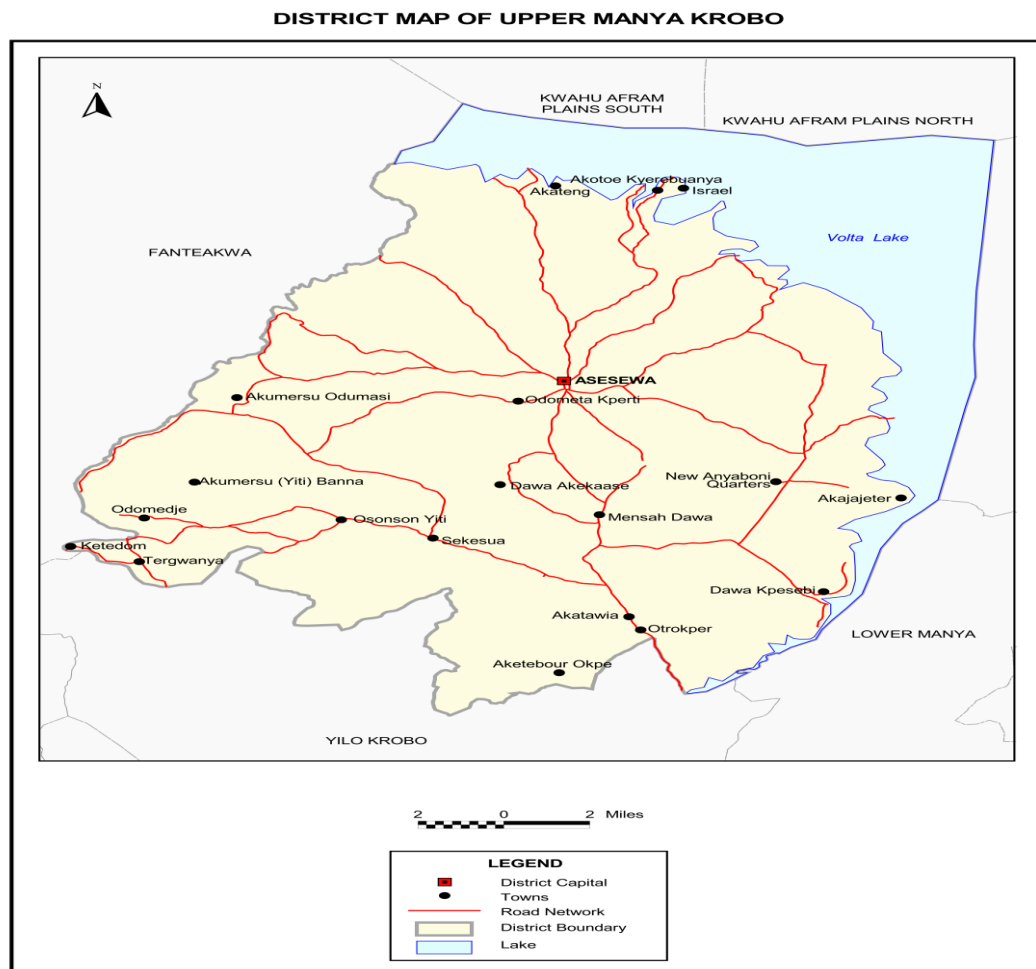 DISTRICT MAP OF UPPER MANYA KROBO
N
KWAHU AFRAM
PLAINS SOUTH
KWAHU AFRAM PLAINS NORTH
Akotoe Kyerebuanya
Akateng
Israel
Volta Lake
FANTEAKWA
ASESEWA
Akumersu Odumasi
Odometa Kperti
New Anyaboni
Quarters
Akumersu (Yiti) Banna
Dawa Akekaase
Akajajeter
Odomedje
Osonson Yiti
Mensah Dawa
Sekesua
Ketedom
Tergwanya
Dawa Kpesebi
Akatawia
Otrokper
LOWER MANYA
Aketebour Okpe
YILO KROBO
2 0 2 Miles
LEGEND
District Capital
Towns
Road Network
District Boundary
Lake